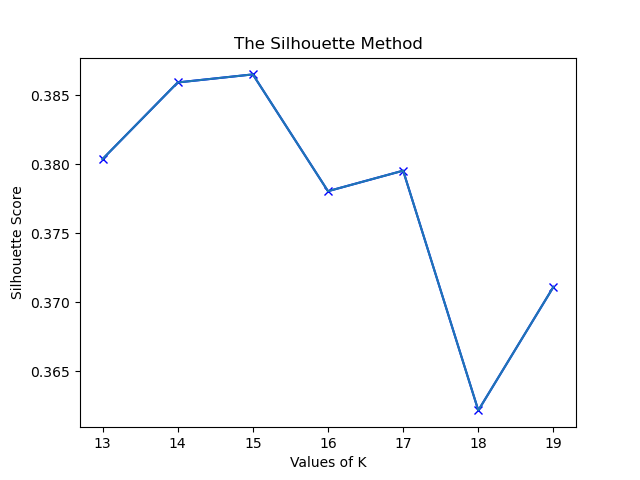 The Silhouette Method
Silhouette Score
0.385
0.380
0.375
0.370
0.365
13 14 15 16 17 18 19
Values of K